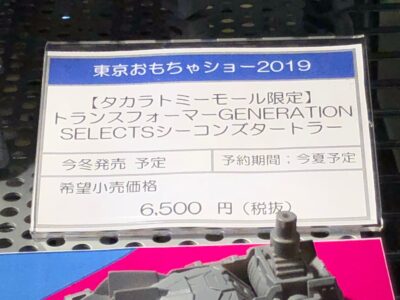 東京おもちゃショー2019
【タカラトミーモール限定】
トランスフォーマーGENERATION
SELECTSシーコンズタートラー
今冬発売 予定
予約期間：今夏予定
希望小売価格
6,500 円（税抜）